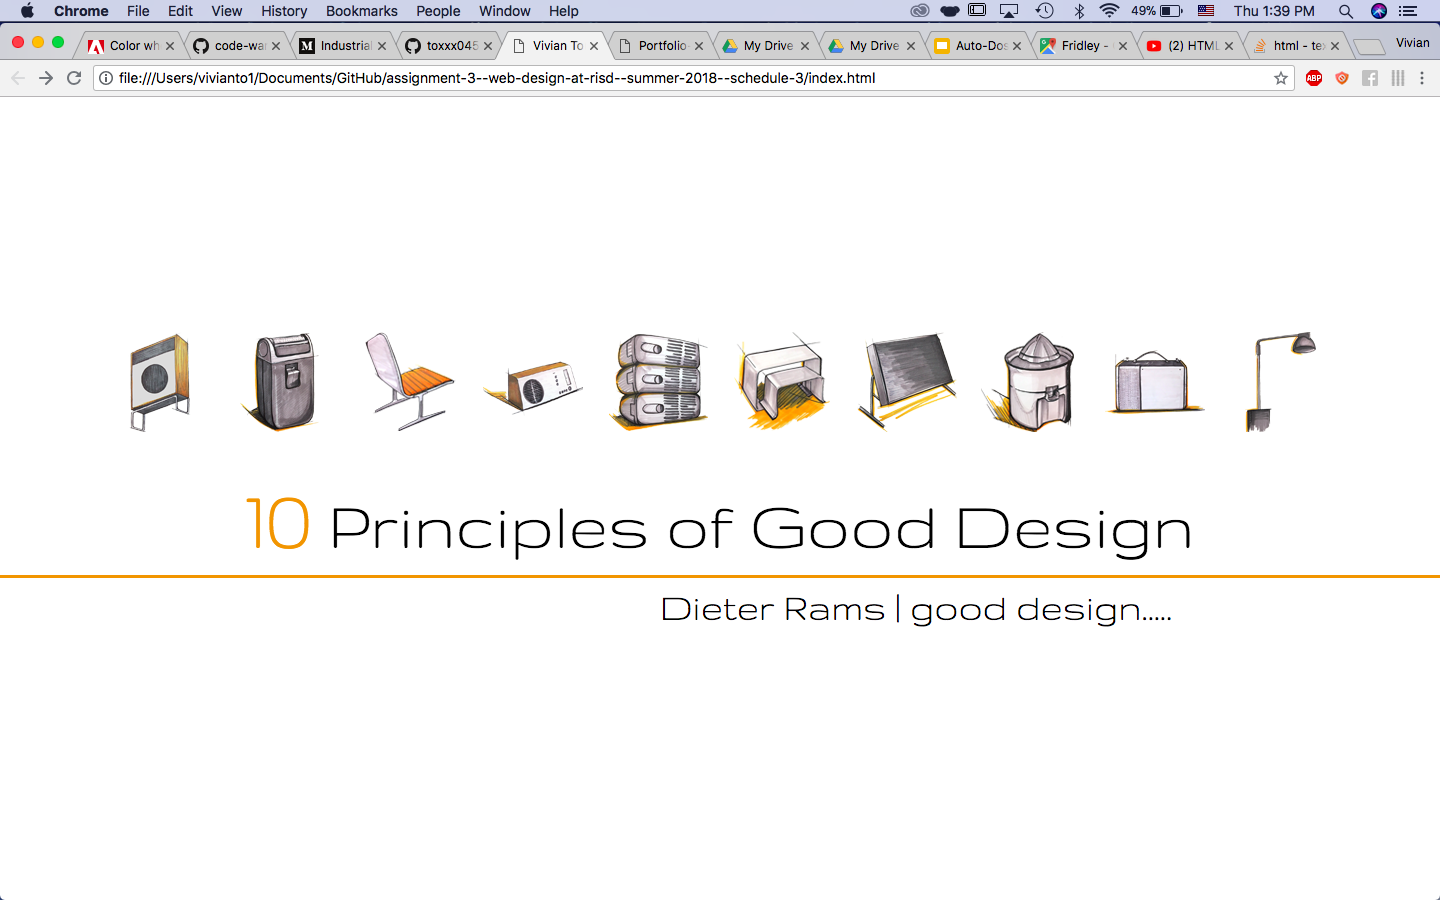 Chrome File Edit View History Bookmarks People Window Help 49% Thu 1:39 PM
Color wh code-wa Industrial toxxx045 Vivian To Portfolio My Drive My Drive Auto-Dos Fridley - (2) HTML html - te Vivian
file:///Users/vivianto1/Documents/GitHub/assignment-3--web-design-at-risd--summer-2018--schedule-3/index.html ABP
10 Principles of Good Design
Dieter Rams | good design.....